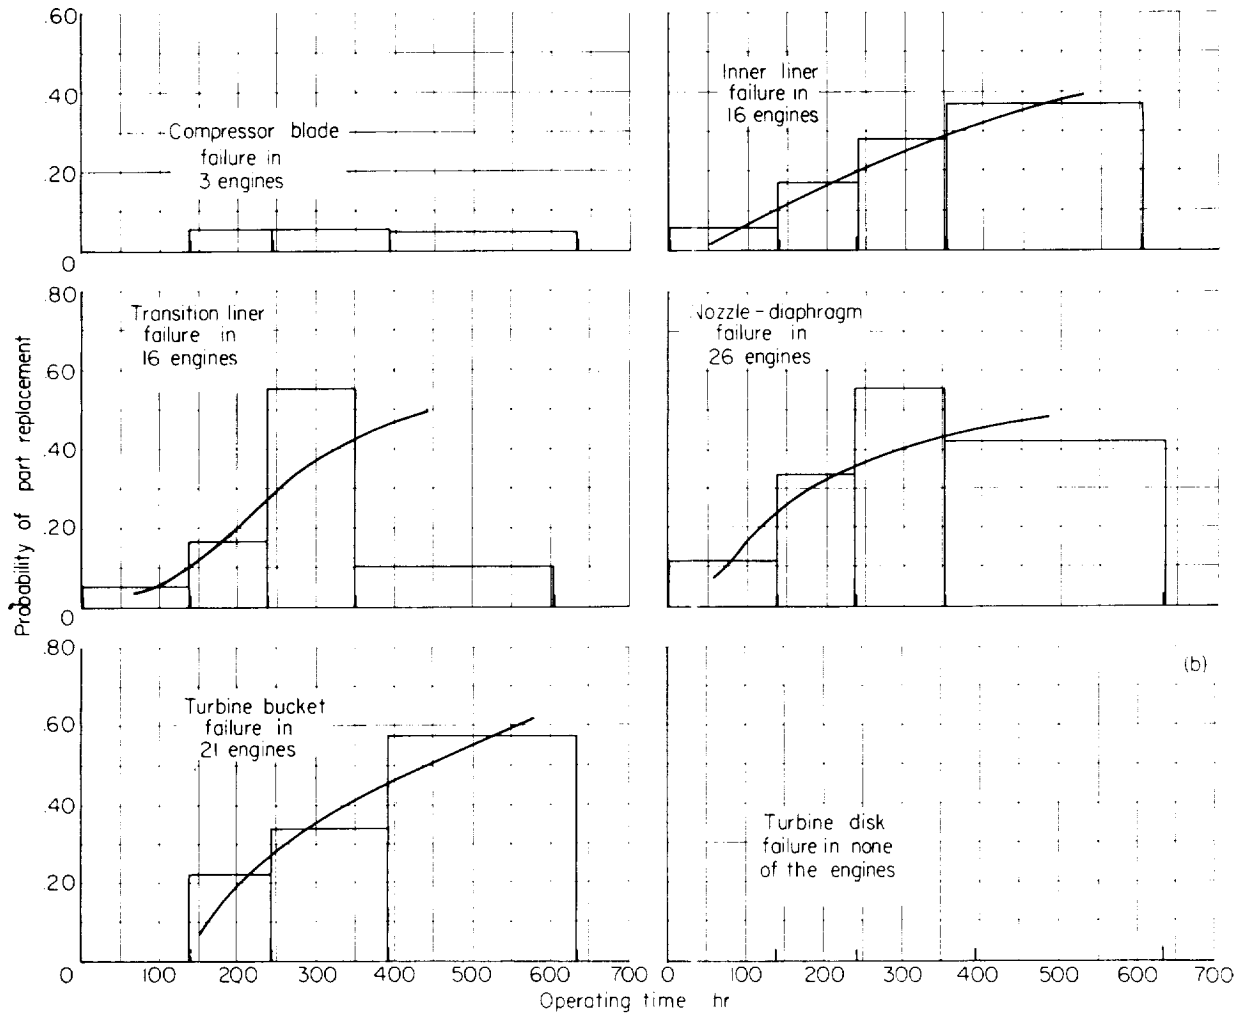 .60
.40
.20
0
Compressor blade
failure in
3 engines
Inner liner
failure in
16 engines
.80
.60
.40
.20
0
Transition liner
failure in
16 engines
Nozzle-diaphragm
failure in
26 engines
.80
.60
.40
.20
0
Turbine bucket
failure in
21 engines
(b)
Turbine disk
failure in none
of the engines
Probability of part replacement
100 200 300 400 500 600 700 0 100 200 300 400 500 600 700
Operating time hr